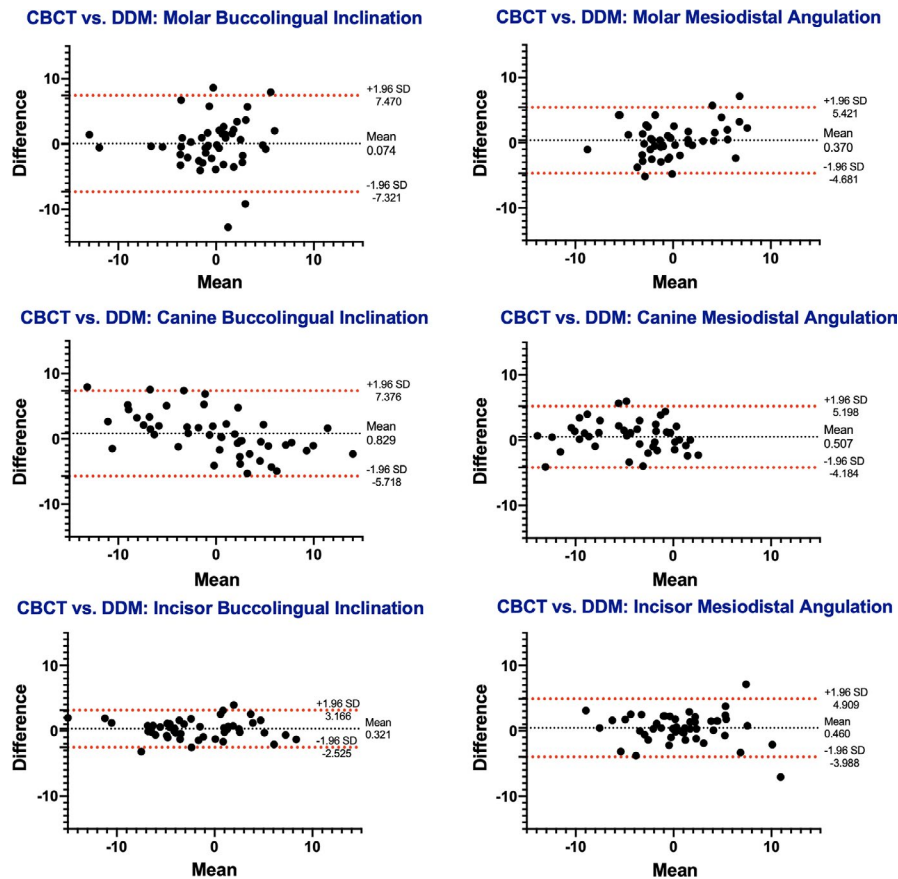 CBCT vs. DDM: Molar Buccolingual Inclination
10
0
-10
Difference
-10
0
10
Mean
+1.96 SD
7.470
Mean
0.074
-1.96 SD
-7.321
CBCT vs. DDM: Molar Mesiodistal Angulation
10
0
-10
Difference
-10
0
10
Mean
+1.96 SD
5.421
Mean
0.370
-1.96 SD
-4.681
CBCT vs. DDM: Canine Buccolingual Inclination
10
0
-10
Difference
-10
0
10
Mean
+1.96 SD
7.376
Mean
0.829
-1.96 SD
-5.718
CBCT vs. DDM: Canine Mesiodistal Angulation
10
0
-10
Difference
-10
0
10
Mean
+1.96 SD
5.198
Mean
0.507
-1.96 SD
-4.184
CBCT vs. DDM: Incisor Buccolingual Inclination
10
0
-10
Difference
-10
0
10
Mean
+1.96 SD
3.166
Mean
0.321
-1.96 SD
-2.525
CBCT vs. DDM: Incisor Mesiodistal Angulation
10
0
-10
Difference
-10
0
10
Mean
+1.96 SD
4.909
Mean
0.460
-1.96 SD
-3.988